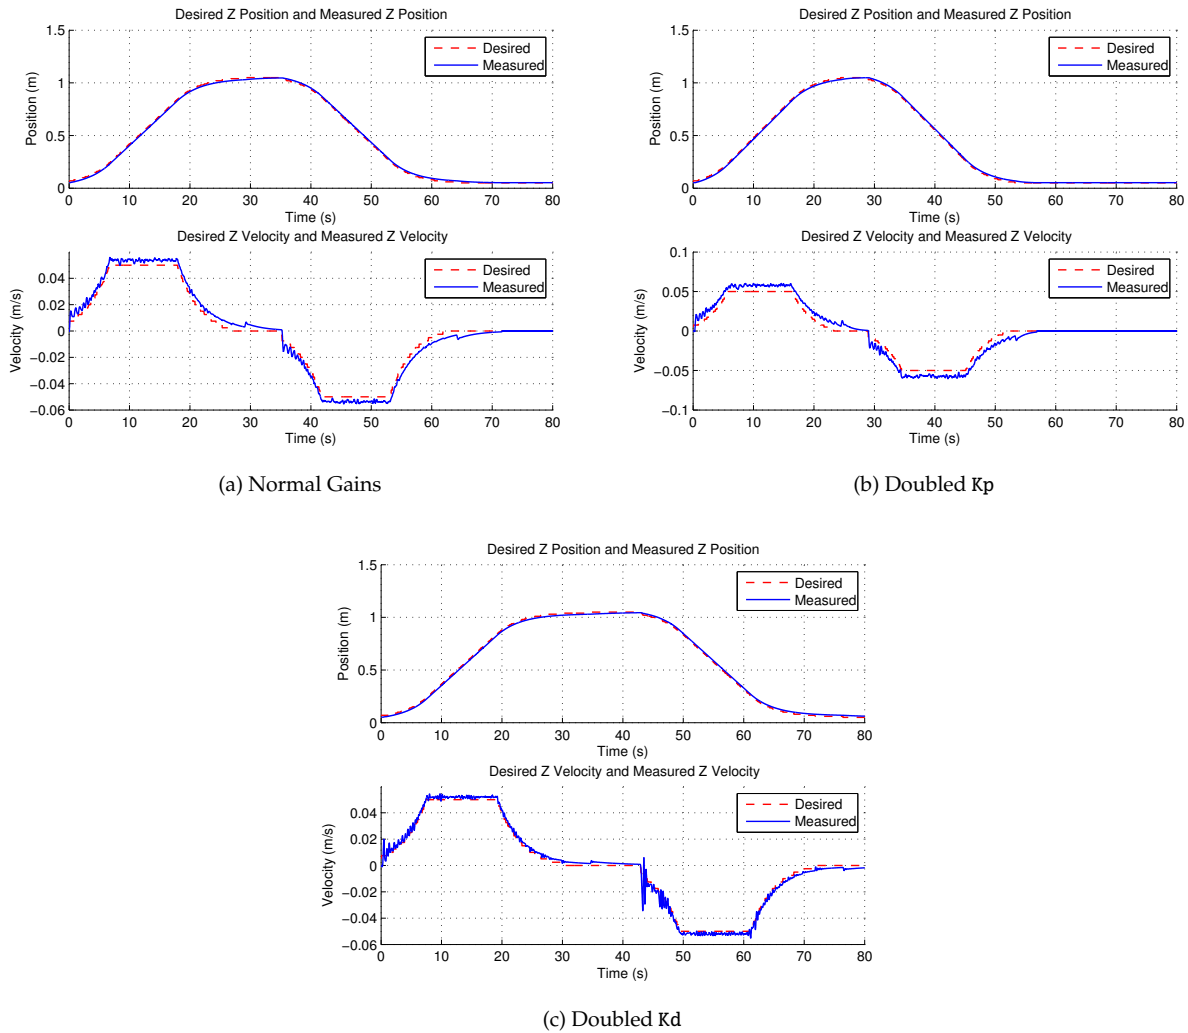 Desired Z Position and Measured Z Position
1.5
1
0.5
0
Position (m)
Desired
Measured
0 10 20 30 40 50 60 70 80
Time (s)
Desired Z Velocity and Measured Z Velocity
0.04
0.02
0
−0.02
−0.04
−0.06
Velocity (m/s)
Desired
Measured
0 10 20 30 40 50 60 70 80
Time (s)
(a) Normal Gains
Desired Z Position and Measured Z Position
1.5
1
0.5
0
Position (m)
Desired
Measured
0 10 20 30 40 50 60 70 80
Time (s)
Desired Z Velocity and Measured Z Velocity
0.1
0.05
0
−0.05
−0.1
Velocity (m/s)
Desired
Measured
0 10 20 30 40 50 60 70 80
Time (s)
(b) Doubled Kp
Desired Z Position and Measured Z Position
1.5
1
0.5
0
Position (m)
Desired
Measured
0 10 20 30 40 50 60 70 80
Time (s)
Desired Z Velocity and Measured Z Velocity
0.04
0.02
0
−0.02
−0.04
−0.06
Velocity (m/s)
Desired
Measured
0 10 20 30 40 50 60 70 80
Time (s)
(c) Doubled Kd